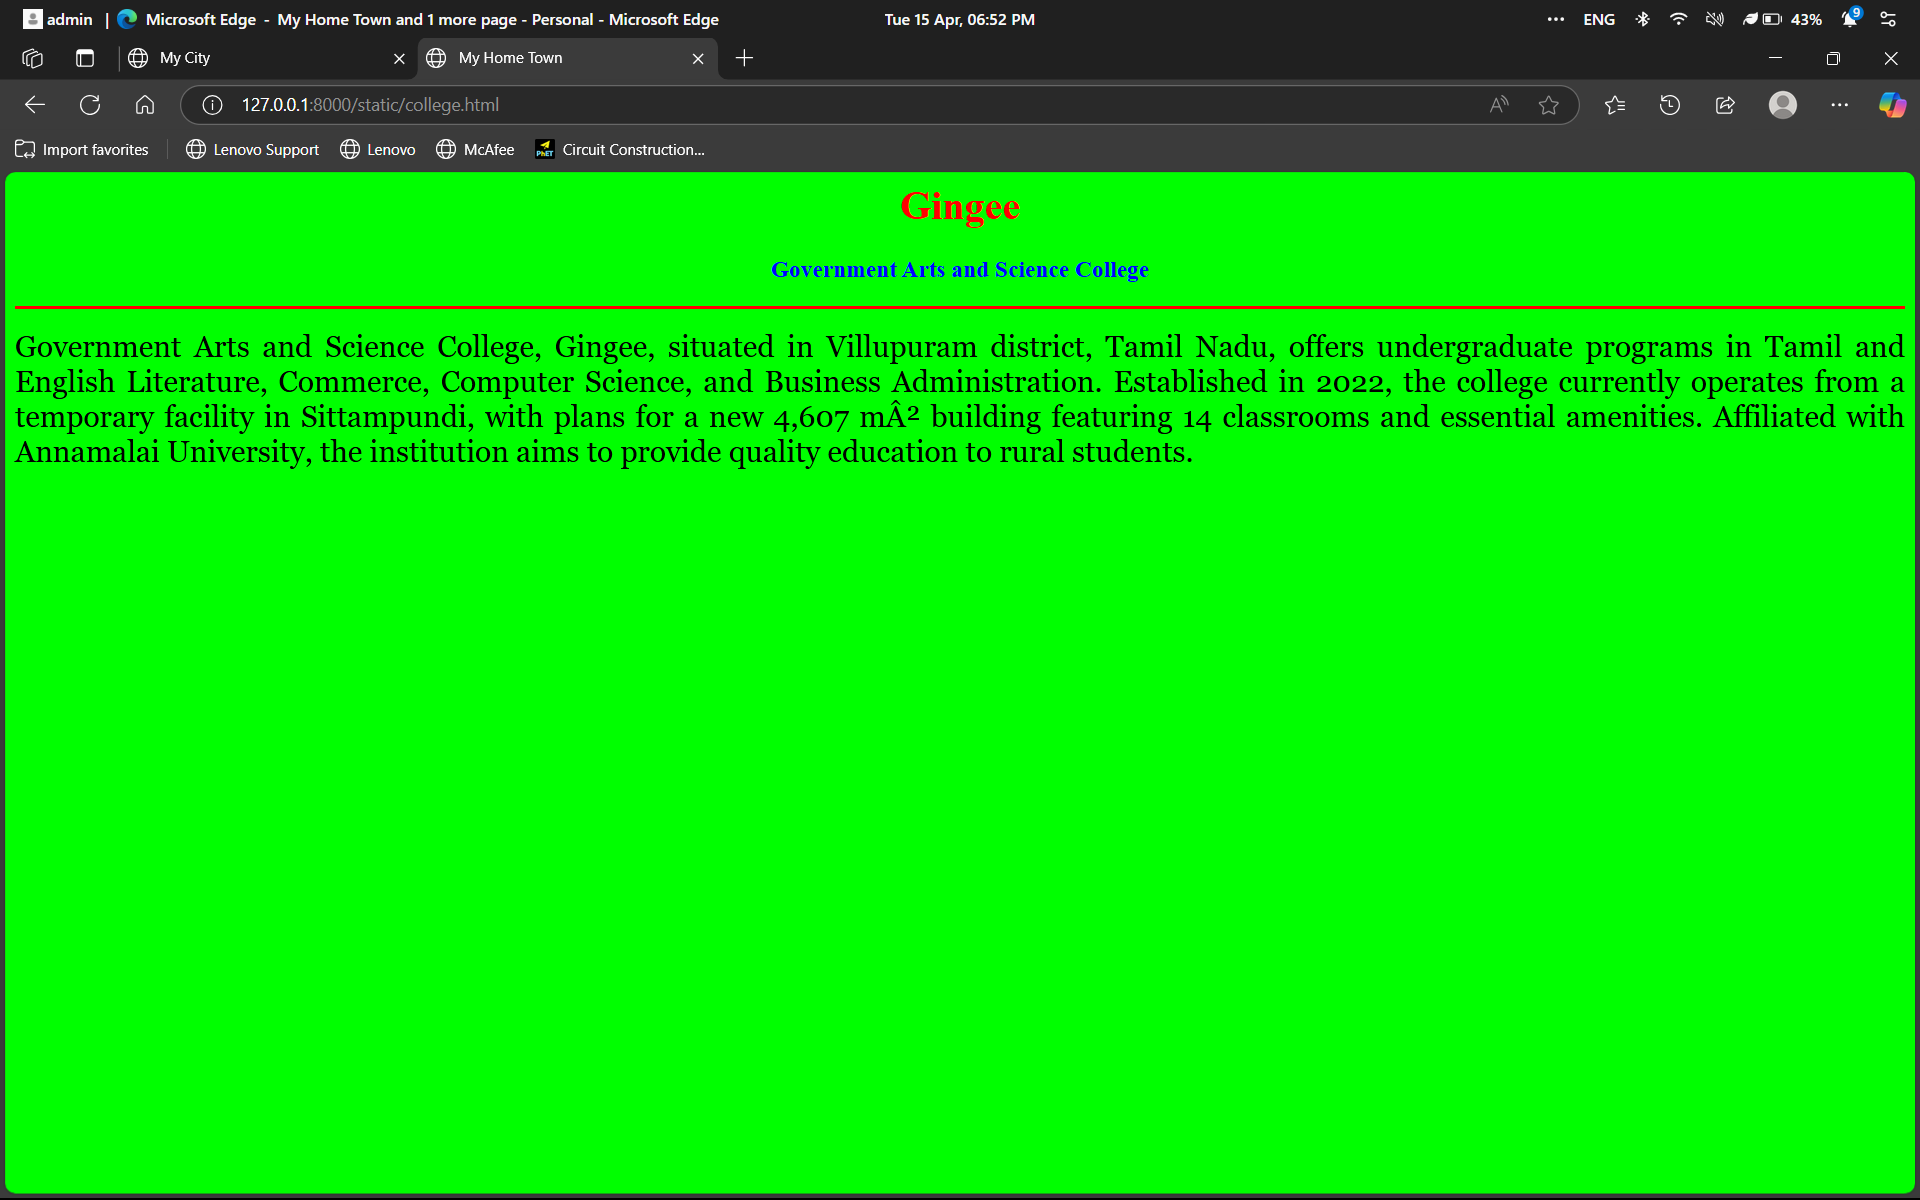 admin | Microsoft Edge - My Home Town and 1 more page - Personal - Microsoft Edge Tue 15 Apr, 06:52 PM ENG 43% 9
My City My Home Town
127.0.0.1:8000/static/college.html
Import favorites Lenovo Support Lenovo McAfee PhET Circuit Construction...
Gingee
Government Arts and Science College
Government Arts and Science College, Gingee, situated in Villupuram district, Tamil Nadu, offers undergraduate programs in Tamil and
English Literature, Commerce, Computer Science, and Business Administration. Established in 2022, the college currently operates from a
temporary facility in Sittampundi, with plans for a new 4,607 mÂ² building featuring 14 classrooms and essential amenities. Affiliated with
Annamalai University, the institution aims to provide quality education to rural students.